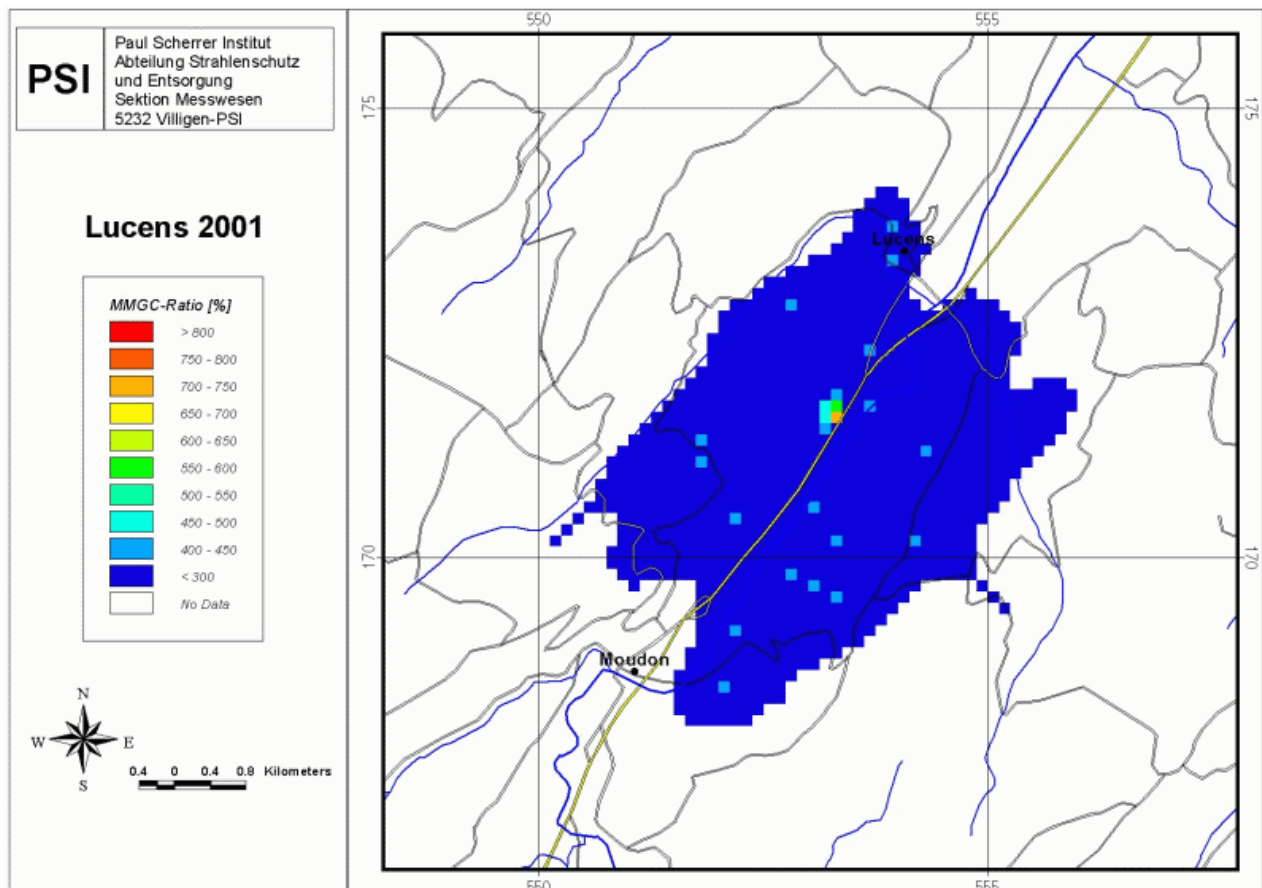 PSI
Paul Scherrer Institut
Abteilung Strahlenschutz
und Entsorgung
Sektion Messwesen
5232 Villigen-PSI
Lucens 2001
MMGC-Ratio [%]
> 800
750 - 800
700 - 750
650 - 700
600 - 650
550 - 600
500 - 550
450 - 500
400 - 450
< 300
No Data
N
W
E
S
0.4 0 0.4 0.8 Kilometers
550
555
175
175
Lucens
170
170
Moudon
550
555